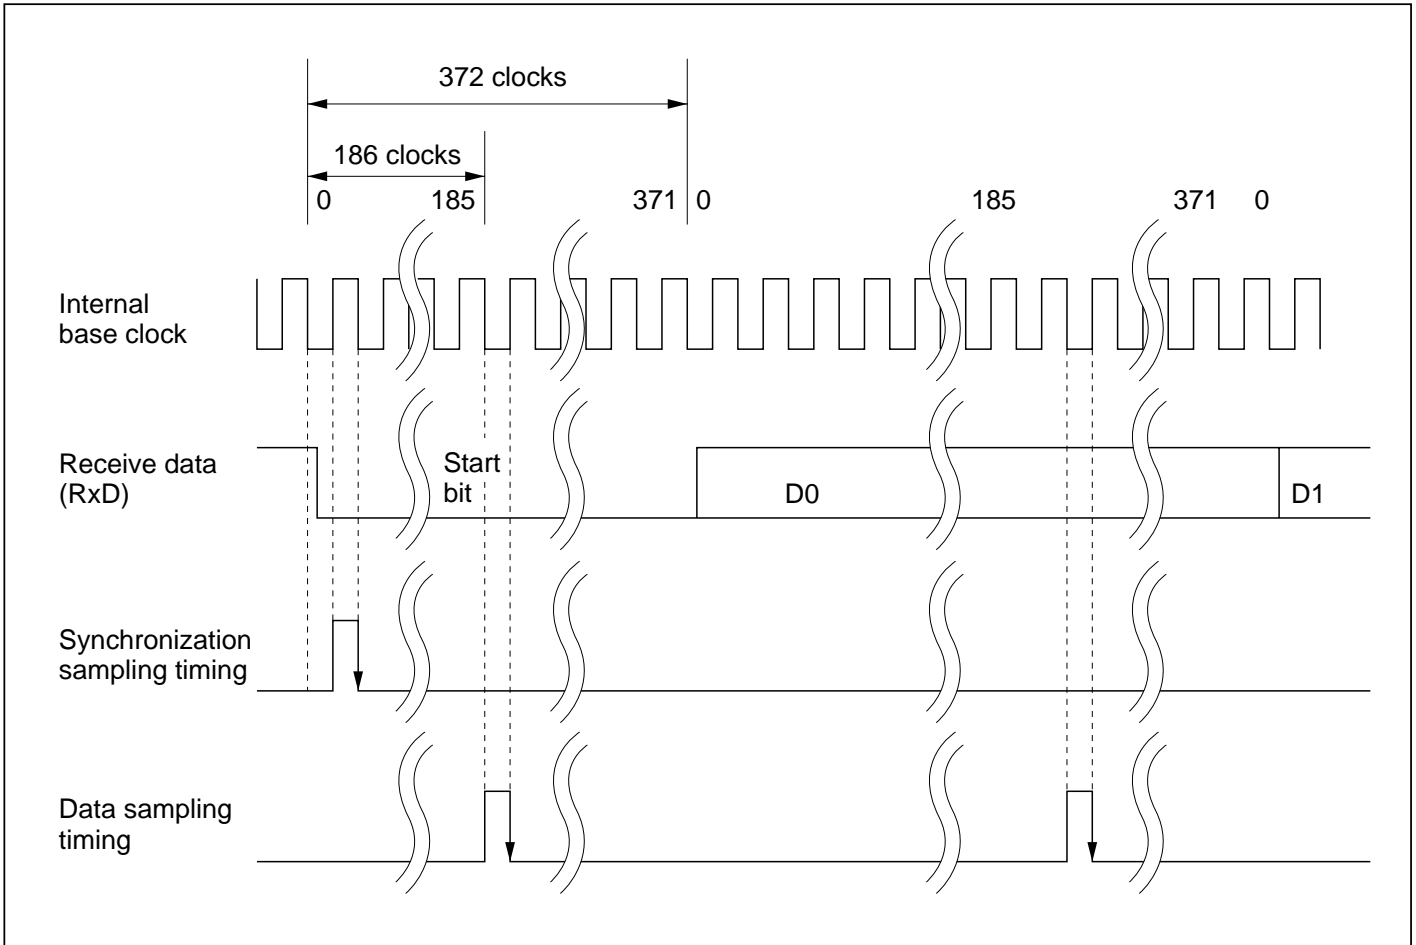 372 clocks
186 clocks
0 185 371 0 185 371 0
Internal
base clock
Receive data
(RxD)
Start
bit
D0
D1
Synchronization
sampling timing
Data sampling
timing